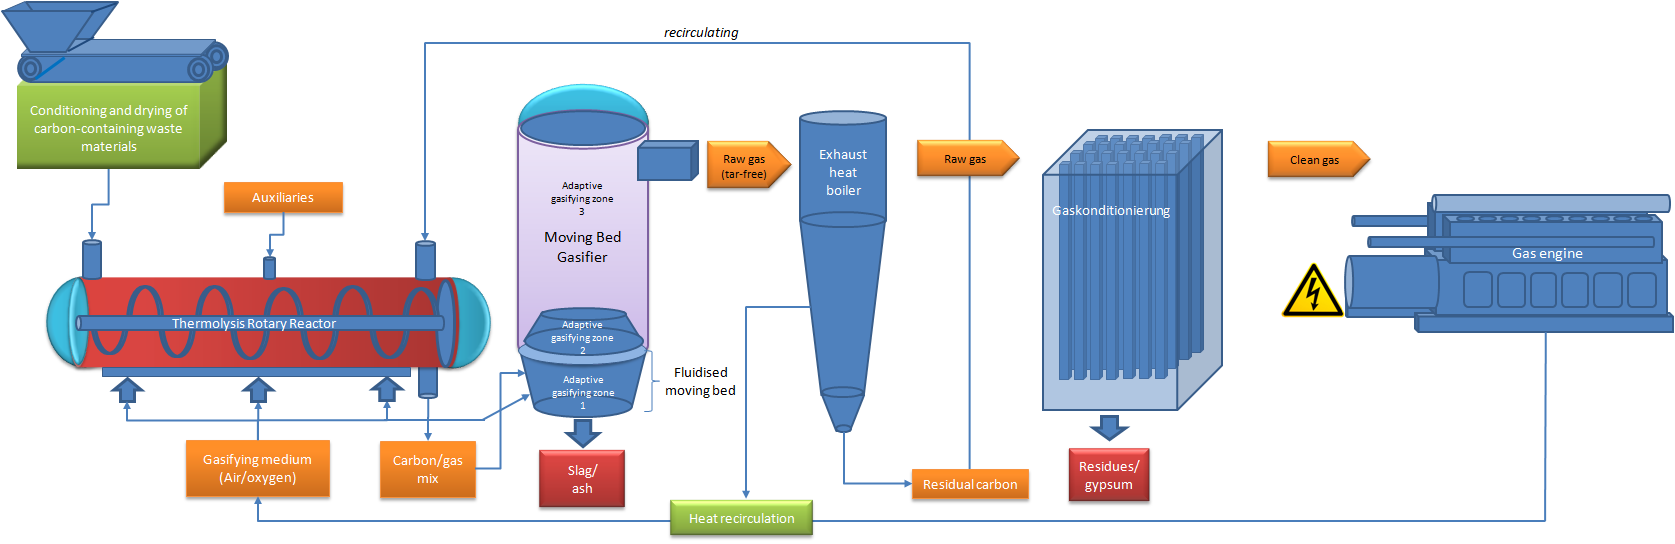 recirculating
Conditioning and drying of
carbon-containing waste
materials
Auxiliaries
Thermolysis Rotary Reactor
Gasifying medium
(Air/oxygen)
Carbon/gas
mix
Adaptive
gasifying zone
3
Moving Bed
Gasifier
Adaptive
gasifying zone
2
Adaptive
gasifying zone
1
Fluidised
moving bed
Slag/
ash
Raw gas
(tar-free)
Exhaust
heat
boiler
Raw gas
Residual carbon
Heat recirculation
Gaskonditionierung
Residues/
gypsum
Clean gas
Gas engine